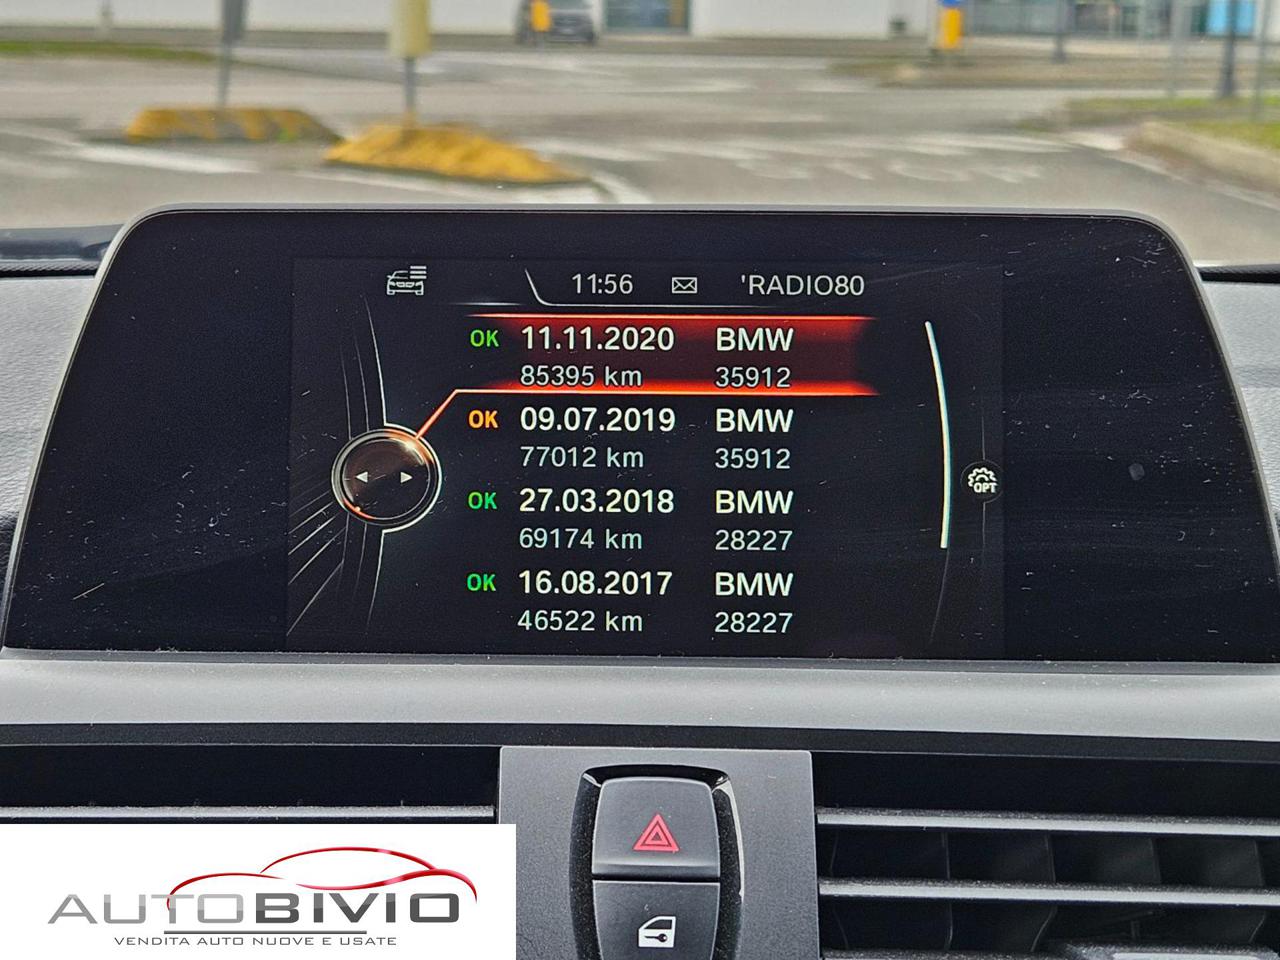 11:56 'RADIO80
OK 11.11.2020 BMW
85395 km 35912
OK 09.07.2019 BMW
77012 km 35912
OK 27.03.2018 BMW
69174 km 28227
OK 16.08.2017 BMW
46522 km 28227
OPT
STOP
AUTOBIVIO
VENDITA AUTO NUOVE E USATE